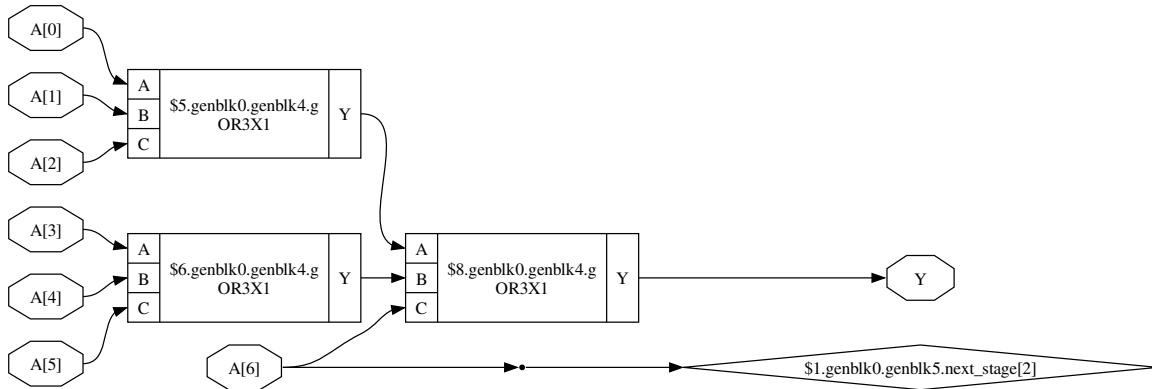 A[0]
A[1]
A[2]
A
B
C
$5.genblk0.genblk4.g
OR3X1
Y
A[3]
A[4]
A[5]
A
B
C
$6.genblk0.genblk4.g
OR3X1
Y
A
B
C
$8.genblk0.genblk4.g
OR3X1
Y
Y
A[6]
$1.genblk0.genblk5.next_stage[2]